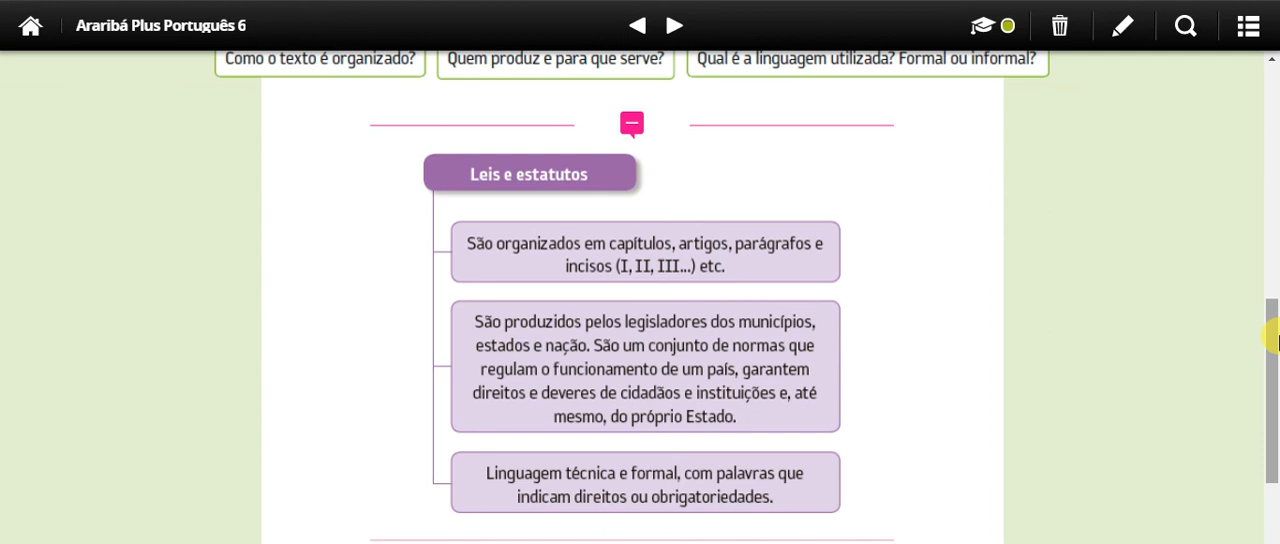 Araribá Plus Português 6
Como o texto é organizado?
Quem produz e para que serve?
Qual é a linguagem utilizada? Formal ou informal?
Leis e estatutos
São organizados em capítulos, artigos, parágrafos e
incisos (I, II, III...) etc.
São produzidos pelos legisladores dos municípios,
estados e nação. São um conjunto de normas que
regulam o funcionamento de um país, garantem
direitos e deveres de cidadãos e instituições e, até
mesmo, do próprio Estado.
Linguagem técnica e formal, com palavras que
indicam direitos ou obrigatoriedades.